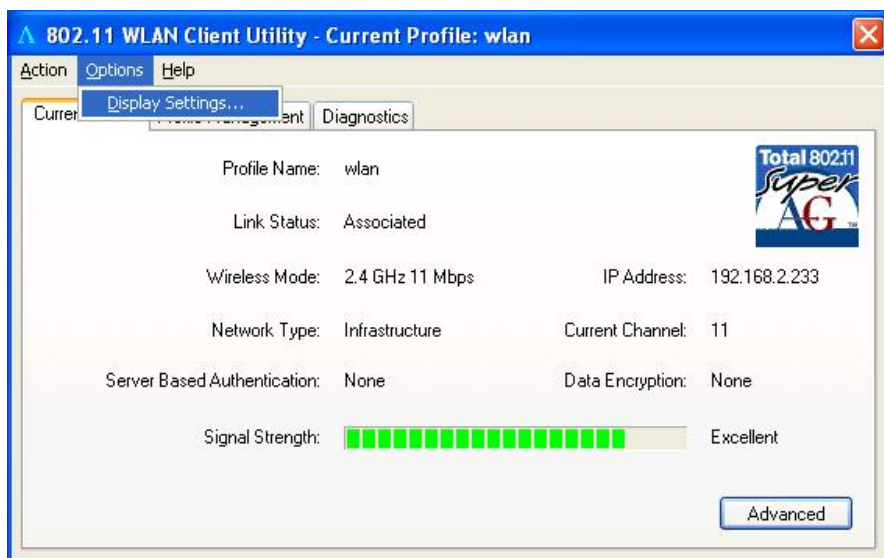 802.11 WLAN Client Utility - Current Profile: wlan
Action Options Help
Display Settings...
Diagnostics
Profile Name: wlan
Total 802.11
Super
AG
Link Status: Associated
Wireless Mode: 2.4 GHz 11 Mbps IP Address: 192.168.2.233
Network Type: Infrastructure Current Channel: 11
Server Based Authentication: None Data Encryption: None
Signal Strength: Excellent
Advanced